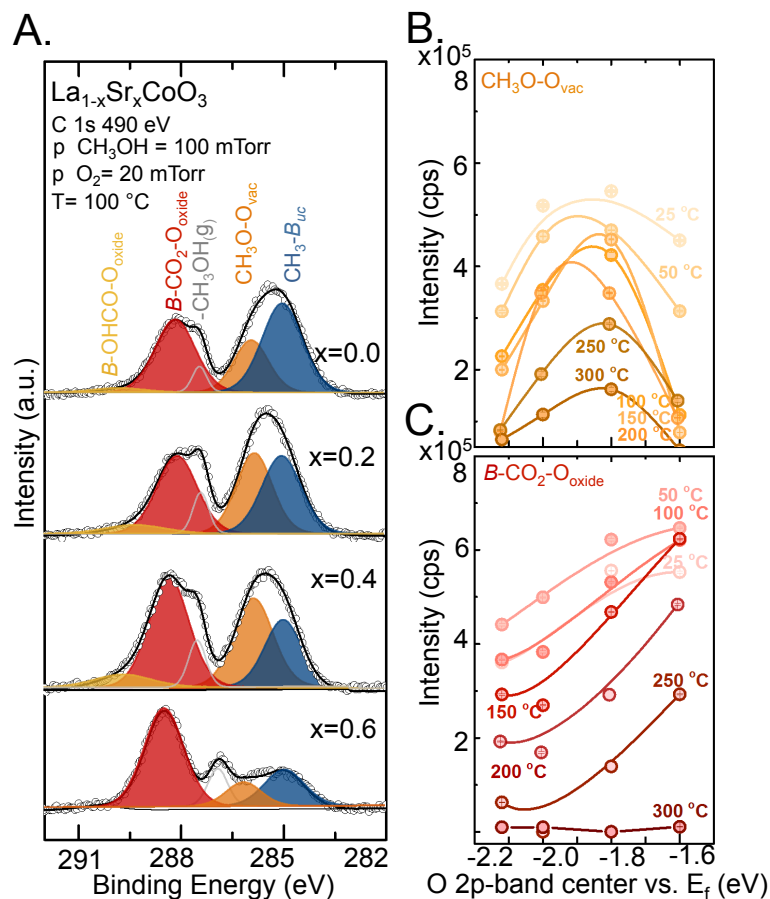 A.
La1-xSrxCoO3
C 1s 490 eV
p CH3OH = 100 mTorr
p O2= 20 mTorr
T= 100 °C
B-OHCO-Ooxide
B-CO2-Ooxide
-CH3OH(g)
CH3O-Ovac
CH3-Buc
x=0.0
x=0.2
x=0.4
x=0.6
Intensity (a.u.)
291
288
285
282
Binding Energy (eV)
B.
x10^5
CH3O-Ovac
8
6
4
2
Intensity (cps)
25 °C
50 °C
250 °C
300 °C
100 °C
150 °C
200 °C
C.
x10^5
B-CO2-Ooxide
8
6
4
2
Intensity (cps)
50 °C
100 °C
25 °C
150 °C
200 °C
250 °C
300 °C
-2.2
-2.0
-1.8
-1.6
O 2p-band center vs. Ef (eV)